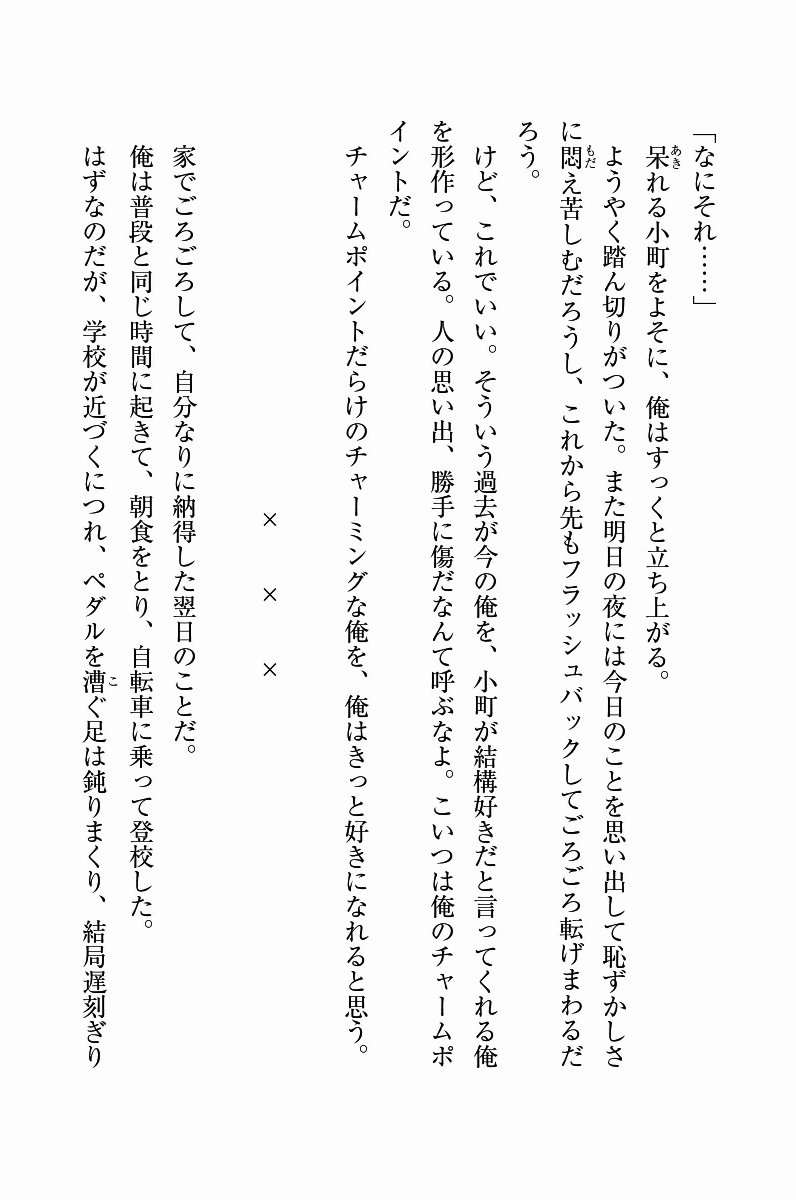 「なにそれ……」
呆れる小町をよそに、俺はすっくと立ち上がる。
ようやく踏ん切りがついた。また明日の夜には今日のことを思い出して恥ずかしさ
に悶え苦しむだろうし、これから先もフラッシュバックしてごろごろ転げまわるだ
ろう。
けど、これでいい。そういう過去が今の俺を、小町が結構好きだと言ってくれる俺
を形作っている。人の思い出、勝手に傷だなんて呼ぶなよ。こいつは俺のチャームポ
イントだ。
チャームポイントだらけのチャーミングな俺を、俺はきっと好きになれると思う。
× × ×
家でごろごろして、自分なりに納得した翌日のことだ。
俺は普段と同じ時間に起きて、朝食をとり、自転車に乗って登校した。
はずなのだが、学校が近づくにつれ、ペダルを漕ぐ足は鈍りまくり、結局遅刻ぎり